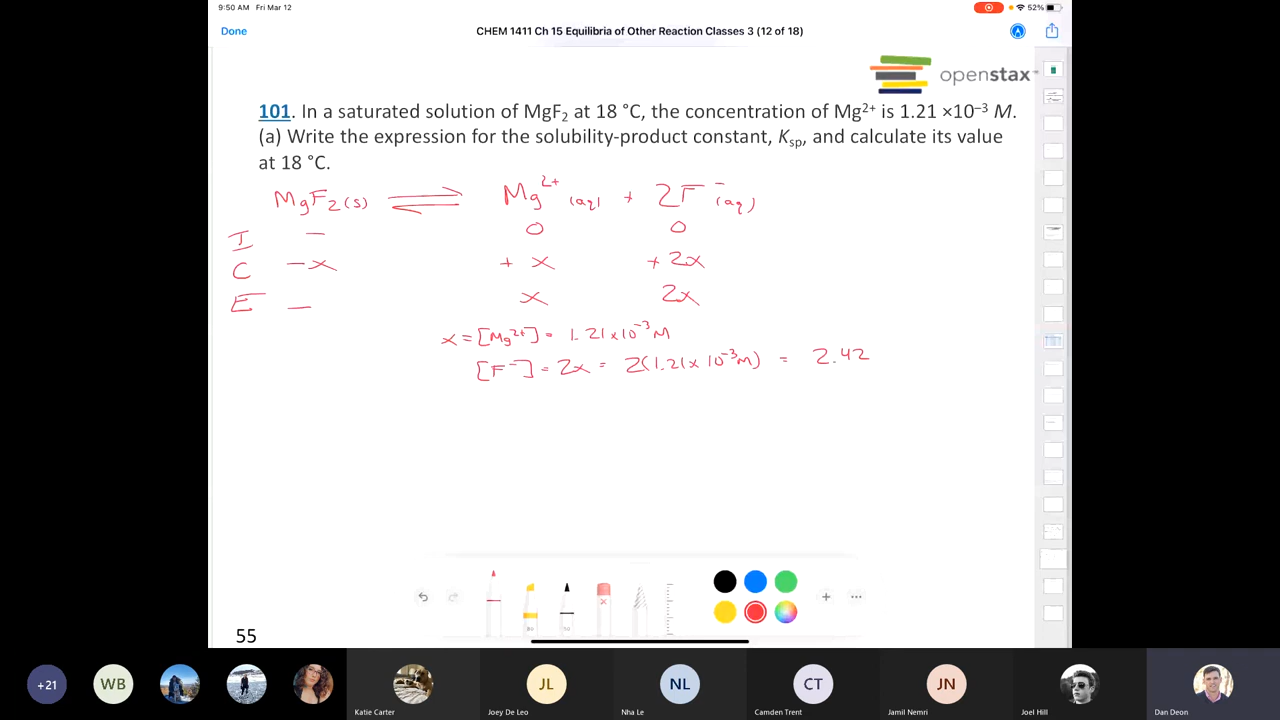 9:50 AM Fri Mar 12
52%
Done
CHEM 1411 Ch 15 Equilibria of Other Reaction Classes 3 (12 of 18)
openstax™
101. In a saturated solution of MgF₂ at 18 °C, the concentration of Mg²⁺ is 1.21 ×10⁻³ M.
(a) Write the expression for the solubility-product constant, Ksp, and calculate its value
at 18 °C.
MgF₂(s) ⇌ Mg²⁺(aq) + 2F⁻(aq)
I – 0 0
C –x + x + 2x
E – x 2x
x = [Mg²⁺] = 1.21 x 10⁻³ M
[F⁻] = 2x = 2(1.21 x 10⁻³ M) = 2.42
80
50
55
+21
WB
JL
NL
CT
JN
Katie Carter
Joey De Leo
Nha Le
Camden Trent
Jamil Nemri
Joel Hill
Dan Deon